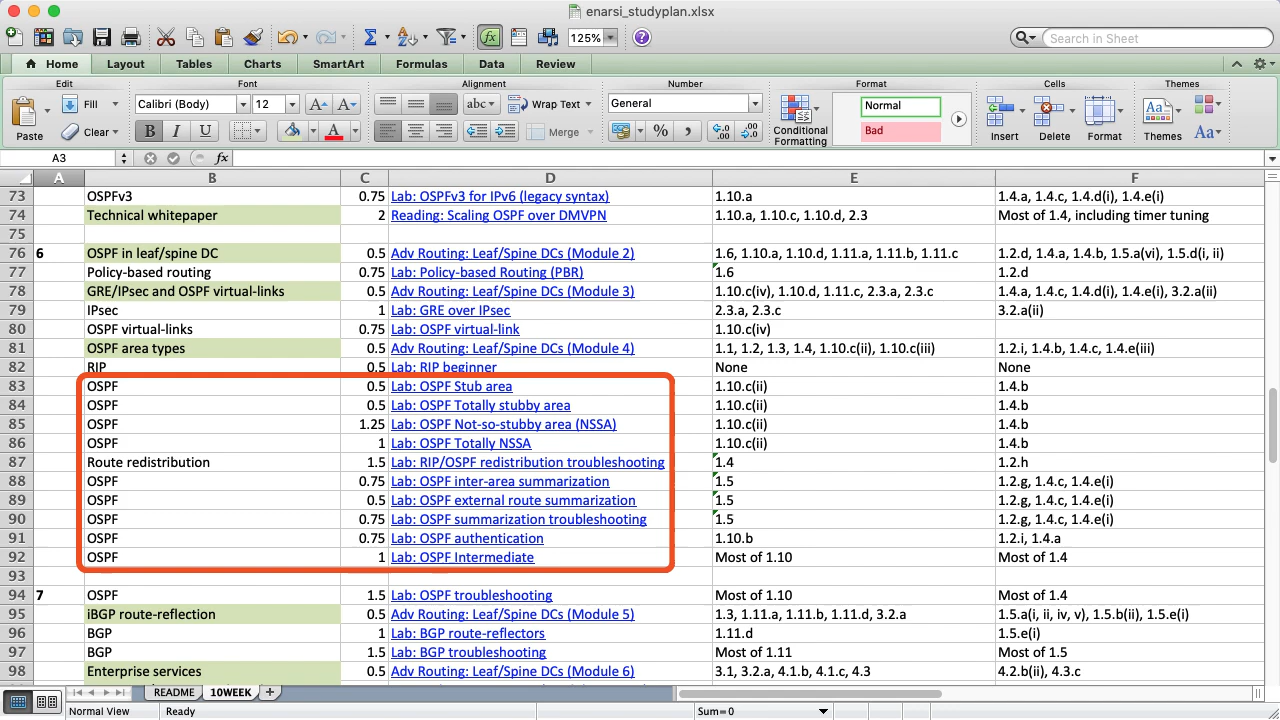 enarsi_studyplan.xlsx
125%
Search in Sheet
Home Layout Tables Charts SmartArt Formulas Data Review
Edit Font Alignment Number Format Cells Themes
Paste Fill Clear
Calibri (Body) 12
abc Wrap Text Merge
General
Conditional Formatting
Normal
Bad
Insert Delete Format Themes
A3 fx
A B C D E F
73 OSPFv3 0.75 Lab: OSPFv3 for IPv6 (legacy syntax) 1.10.a 1.4.a, 1.4.c, 1.4.d(i), 1.4.e(i)
74 Technical whitepaper 2 Reading: Scaling OSPF over DMVPN 1.10.a, 1.10.c, 1.10.d, 2.3 Most of 1.4, including timer tuning
75
76 6 OSPF in leaf/spine DC 0.5 Adv Routing: Leaf/Spine DCs (Module 2) 1.6, 1.10.a, 1.10.d, 1.11.a, 1.11.b, 1.11.c 1.2.d, 1.4.a, 1.4.b, 1.5.a(vi), 1.5.d(i, ii)
77 Policy-based routing 0.75 Lab: Policy-based Routing (PBR) 1.6 1.2.d
78 GRE/IPsec and OSPF virtual-links 0.5 Adv Routing: Leaf/Spine DCs (Module 3) 1.10.c(iv), 1.10.d, 1.11.c, 2.3.a, 2.3.c 1.4.a, 1.4.c, 1.4.d(i), 1.4.e(i), 3.2.a(ii)
79 IPsec 1 Lab: GRE over IPsec 2.3.a, 2.3.c 3.2.a(ii)
80 OSPF virtual-links 0.75 Lab: OSPF virtual-link 1.10.c(iv)
81 OSPF area types 0.5 Adv Routing: Leaf/Spine DCs (Module 4) 1.1, 1.2, 1.3, 1.4, 1.10.c(ii), 1.10.c(iii) 1.2.i, 1.4.b, 1.4.c, 1.4.e(iii)
82 RIP 0.5 Lab: RIP beginner None None
83 OSPF 0.5 Lab: OSPF Stub area 1.10.c(ii) 1.4.b
84 OSPF 0.5 Lab: OSPF Totally stubby area 1.10.c(ii) 1.4.b
85 OSPF 1.25 Lab: OSPF Not-so-stubby area (NSSA) 1.10.c(ii) 1.4.b
86 OSPF 1 Lab: OSPF Totally NSSA 1.10.c(ii) 1.4.b
87 Route redistribution 1.5 Lab: RIP/OSPF redistribution troubleshooting 1.4 1.2.h
88 OSPF 0.75 Lab: OSPF inter-area summarization 1.5 1.2.g, 1.4.c, 1.4.e(i)
89 OSPF 0.5 Lab: OSPF external route summarization 1.5 1.2.g, 1.4.c, 1.4.e(i)
90 OSPF 0.75 Lab: OSPF summarization troubleshooting 1.5 1.2.g, 1.4.c, 1.4.e(i)
91 OSPF 0.75 Lab: OSPF authentication 1.10.b 1.2.i, 1.4.a
92 OSPF 1 Lab: OSPF Intermediate Most of 1.10 Most of 1.4
93
94 7 OSPF 1.5 Lab: OSPF troubleshooting Most of 1.10 Most of 1.4
95 iBGP route-reflection 0.5 Adv Routing: Leaf/Spine DCs (Module 5) 1.3, 1.11.a, 1.11.b, 1.11.d, 3.2.a 1.5.a(i, ii, iv, v), 1.5.b(ii), 1.5.e(i)
96 BGP 1 Lab: BGP route-reflectors 1.11.d 1.5.e(i)
97 BGP 1.5 Lab: BGP troubleshooting Most of 1.11 Most of 1.5
98 Enterprise services 0.5 Adv Routing: Leaf/Spine DCs (Module 6) 3.1, 3.2.a, 4.1.b, 4.1.c, 4.3 4.2.b(ii), 4.3.c
README 10WEEK
Normal View Ready Sum=0